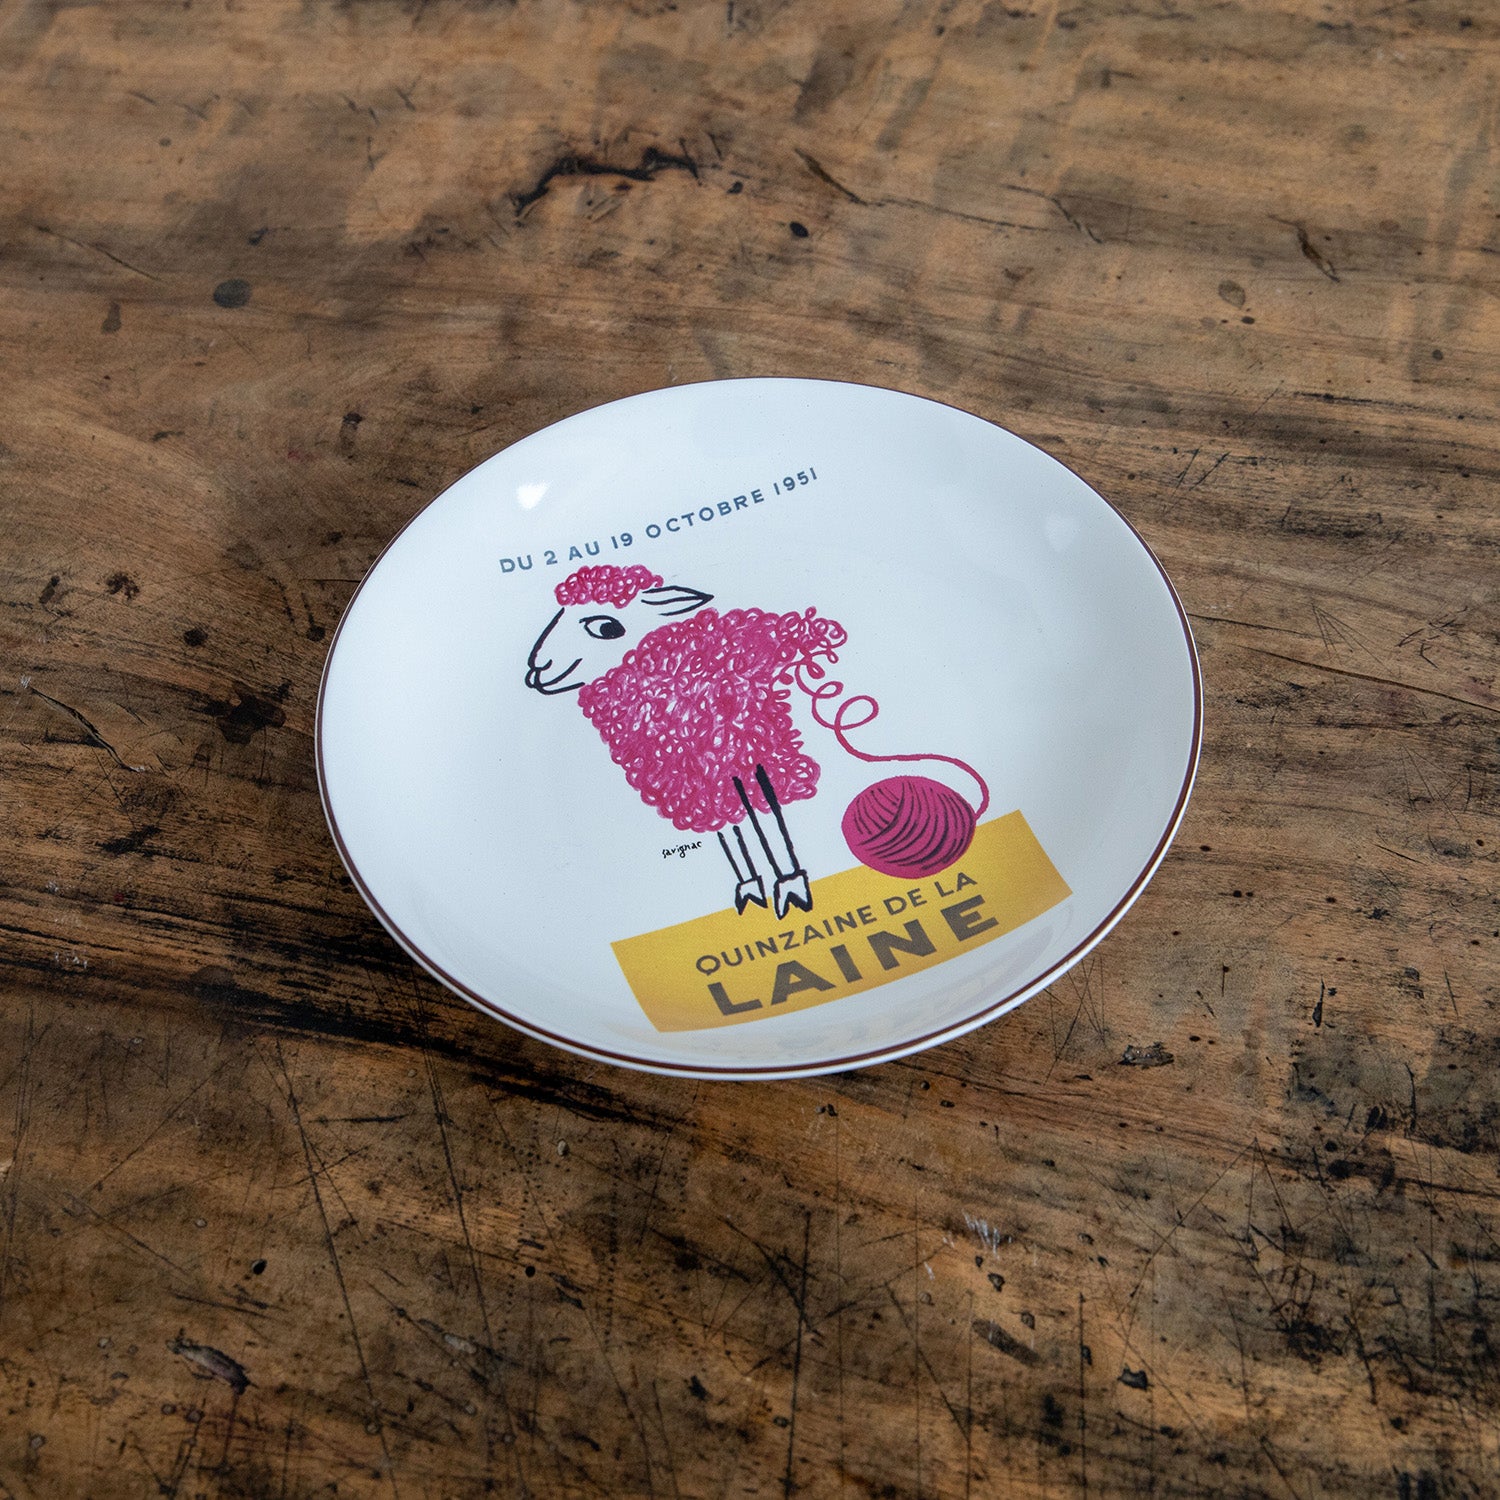 DU 2 AU 19 OCTOBRE 1951
savignac
QUINZAINE DE LA
LAINE